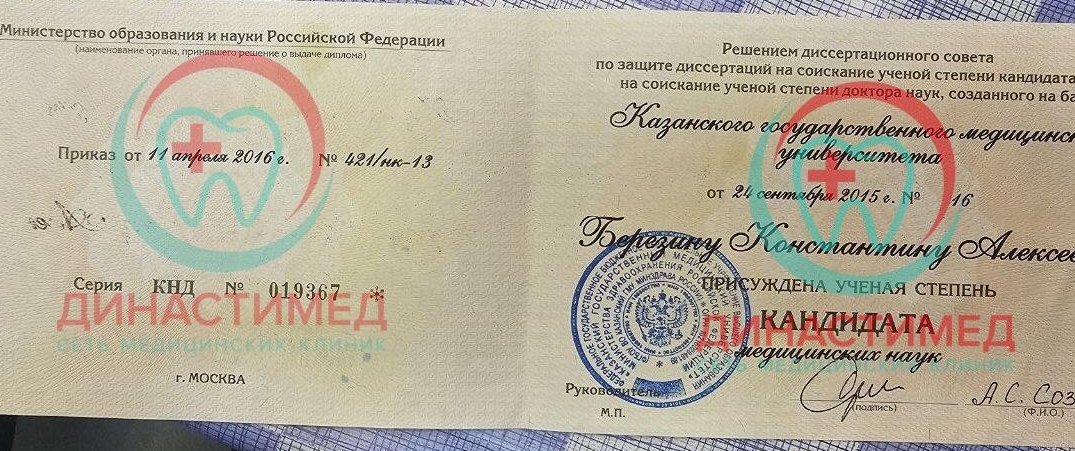 Министерство образования и науки Российской Федерации
(наименование органа, принявшего решение о выдаче диплома)
Приказ от 11 апреля 2016 г. № 421/нк-13
Серия КНД № 019367 *
ДИНАСТИМЕД
СЕТЬ МЕДИЦИНСКИХ КЛИНИК
г. МОСКВА
Решением диссертационного совета
по защите диссертаций на соискание ученой степени кандидата
на соискание ученой степени доктора наук, созданного на ба
Казанского государственного медицинс
университета
от 24 сентября 2015 г. № 16
Березину Константину Алексее
ПРИСУЖДЕНА УЧЕНАЯ СТЕПЕНЬ
КАНДИДАТА
ДИНАСТИМЕД
медицинских наук
МЕДИЦИНСКИХ КЛИНИК
Руководитель
А.С. Соз
М.П.
(подпись)
(Ф.И.О.)